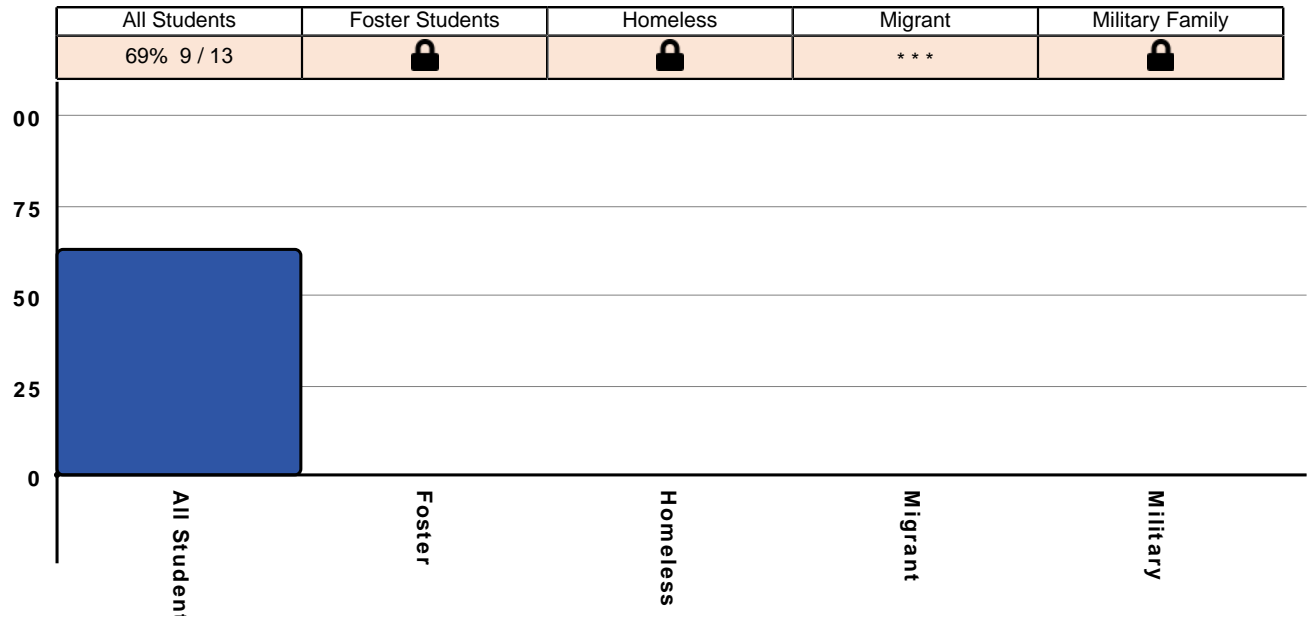 All Students Foster Students Homeless Migrant Military Family
69% 9 / 13 * * *
00
75
50
25
0
All Student
Foster
Homeless
Migrant
Military